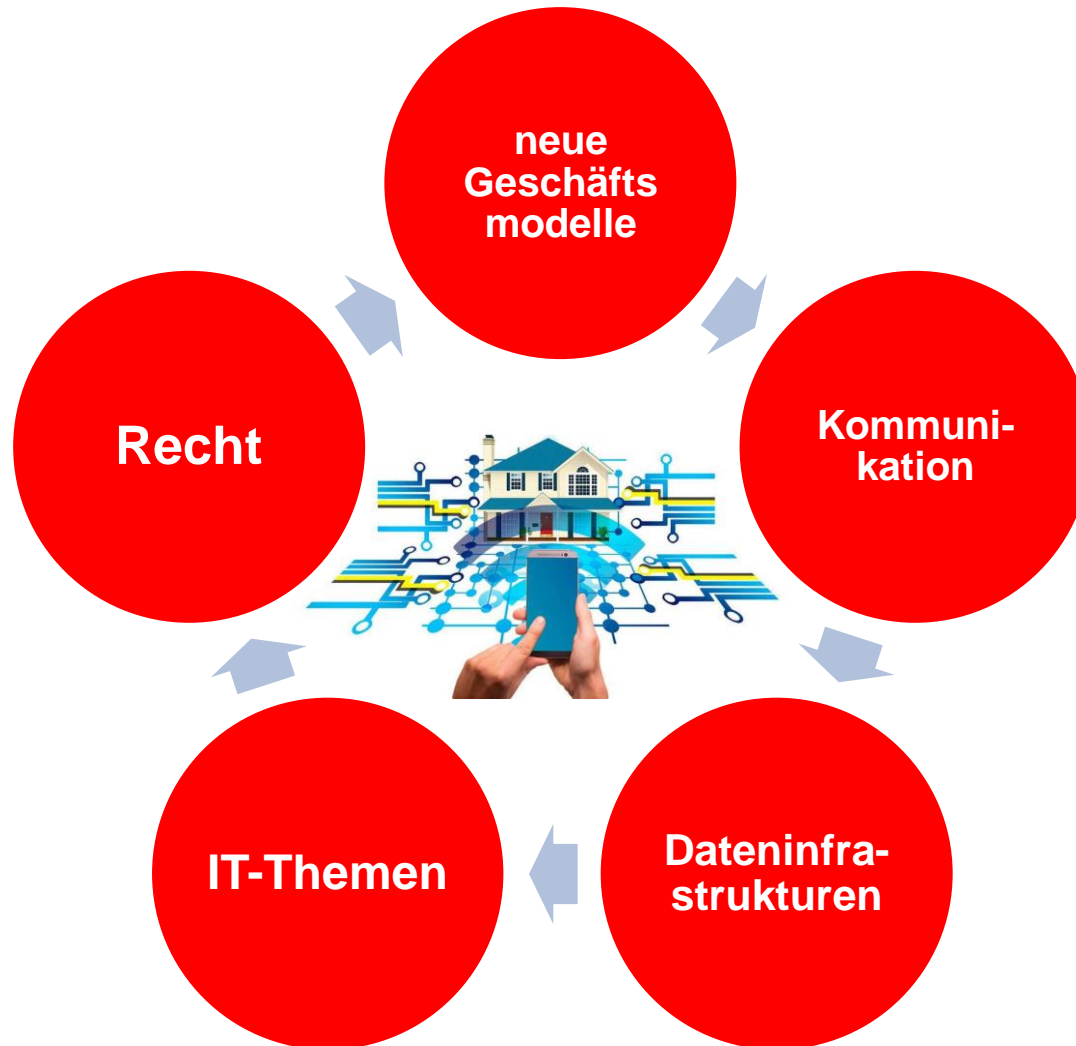 neue
Geschäfts
modelle
Kommuni-
kation
Dateninfra-
strukturen
IT-Themen
Recht